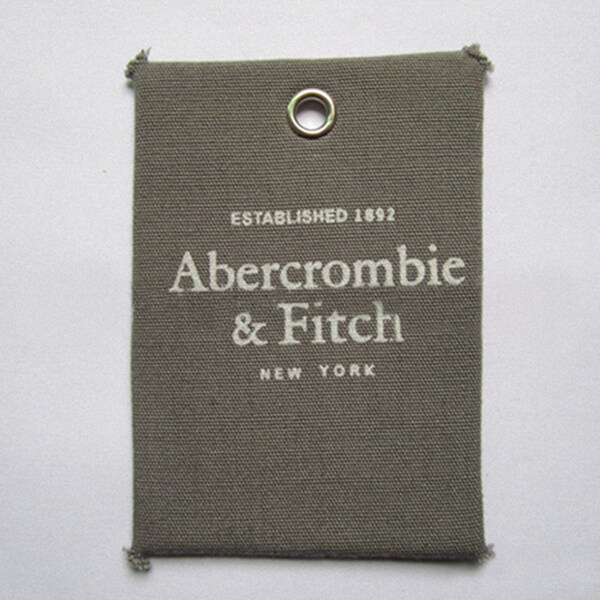 ESTABLISHED 1892
Abercrombie
& Fitch
NEW YORK